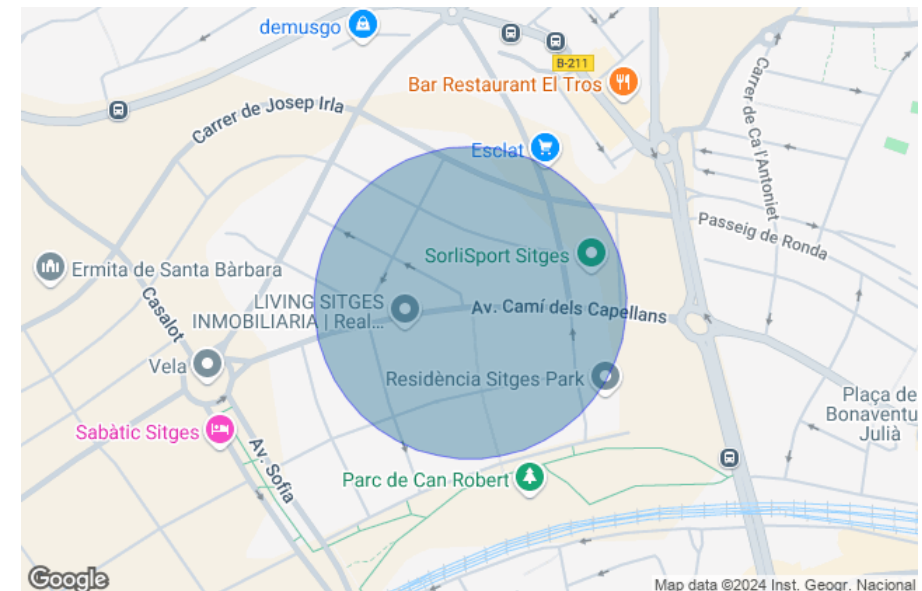 demusgo
B-211
Bar Restaurant El Tros
Carrer de Josep Irla
Carrer de Ca l'Antoniet
Esclat
Passeig de Ronda
SorliSport Sitges
Ermita de Santa Bàrbara
Casalot
LIVING SITGES
INMOBILIARIA | Real...
Av. Camí dels Capellans
Vela
Residència Sitges Park
Plaça de
Bonaventu
Julià
Sabàtic Sitges
Av. Sofia
Parc de Can Robert
Google
Map data ©2024 Inst. Geogr. Nacional